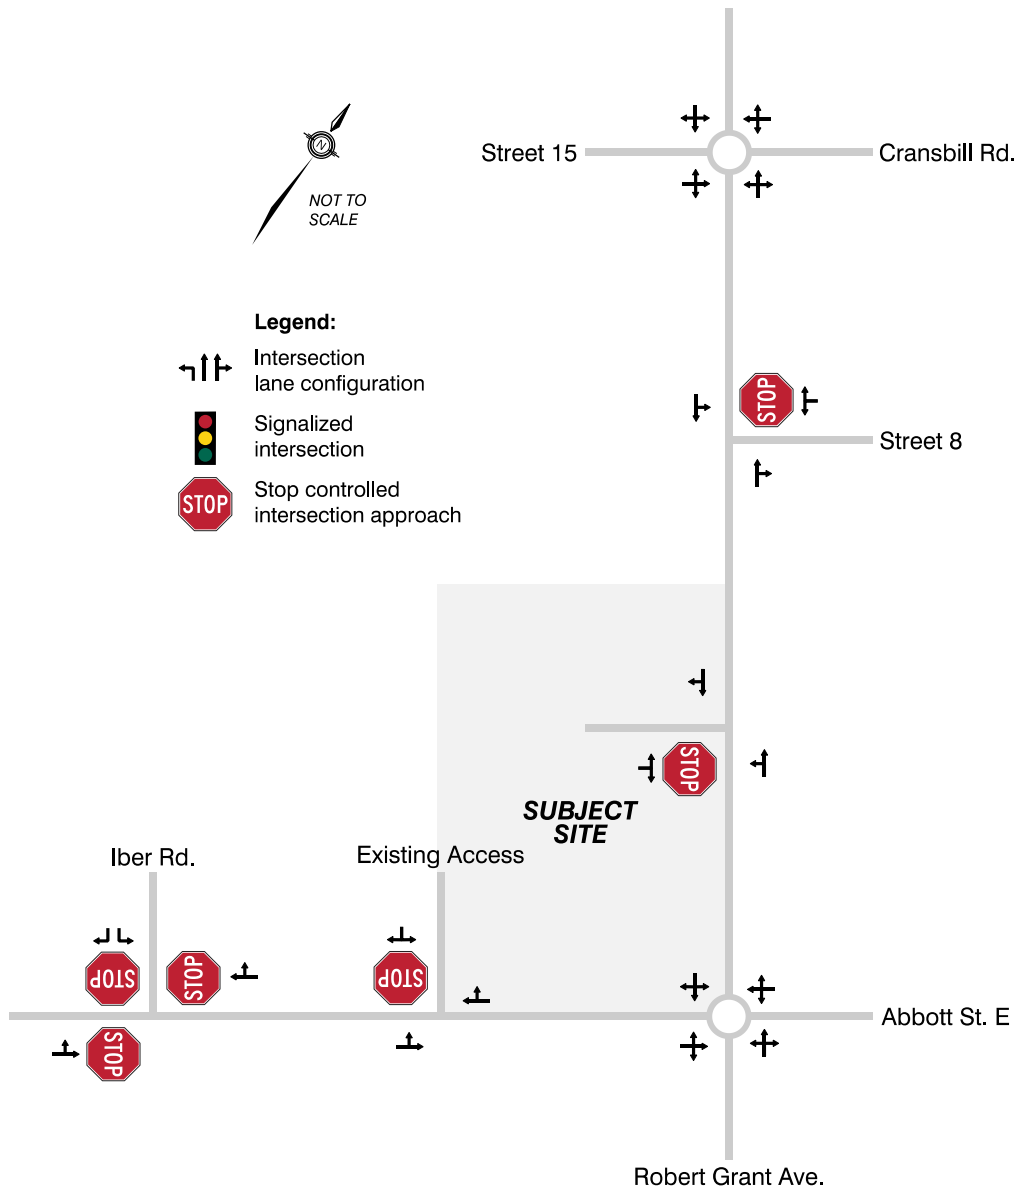 Street 15
Cransbill Rd.
N
NOT TO
SCALE
Legend:
Intersection
lane configuration
Signalized
intersection
STOP
Stop controlled
intersection approach
STOP
Street 8
STOP
SUBJECT
SITE
Iber Rd.
Existing Access
STOP
STOP
STOP
Abbott St. E
STOP
Robert Grant Ave.